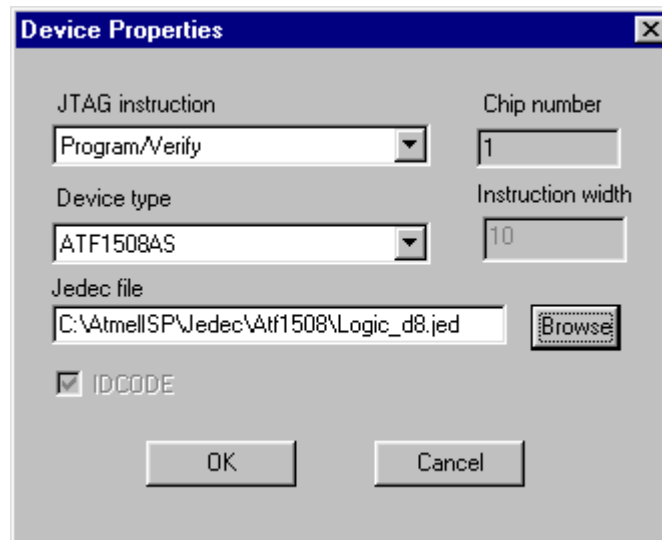 Device Properties
JTAG instruction
Chip number
Program/Verify
1
Device type
Instruction width
ATF1508AS
10
Jedec file
C:\AtmelISP\Jedec\Atf1508\Logic_d8.jed
Browse
IDCODE
OK
Cancel